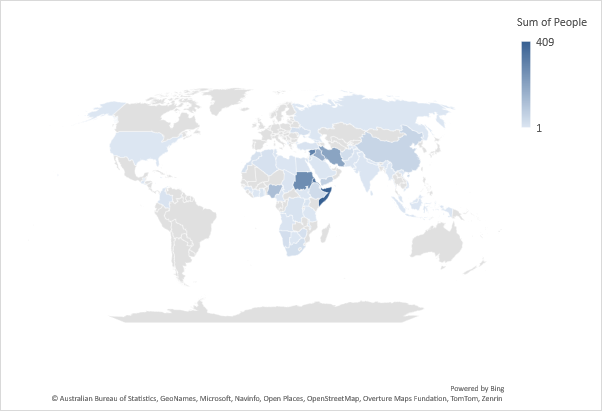 Sum of People
409
1
Powered by Bing
© Australian Bureau of Statistics, GeoNames, Microsoft, Navinfo, Open Places, OpenStreetMap, Overture Maps Fundation, TomTom, Zenrin